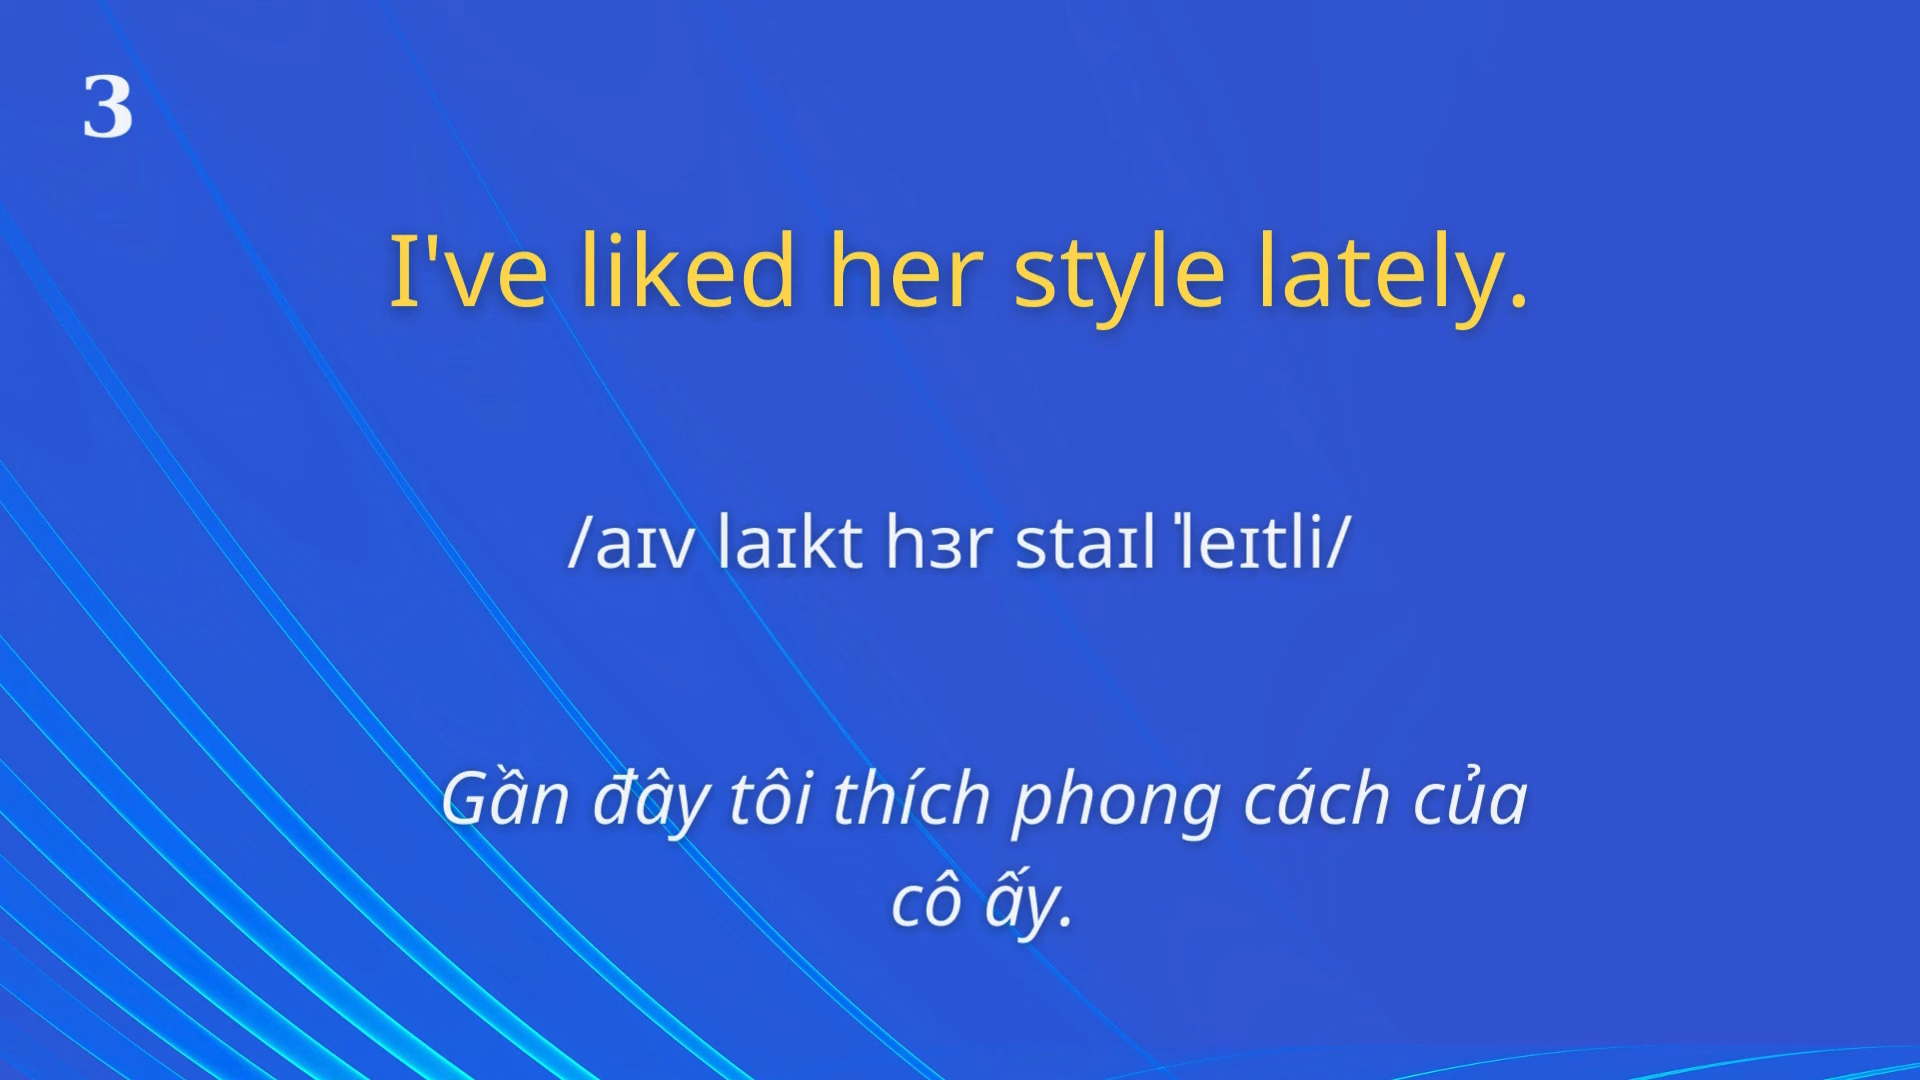 3
I've liked her style lately.
/aɪv laɪkt hɜr staɪl ˈleɪtli/
Gần đây tôi thích phong cách của
cô ấy.